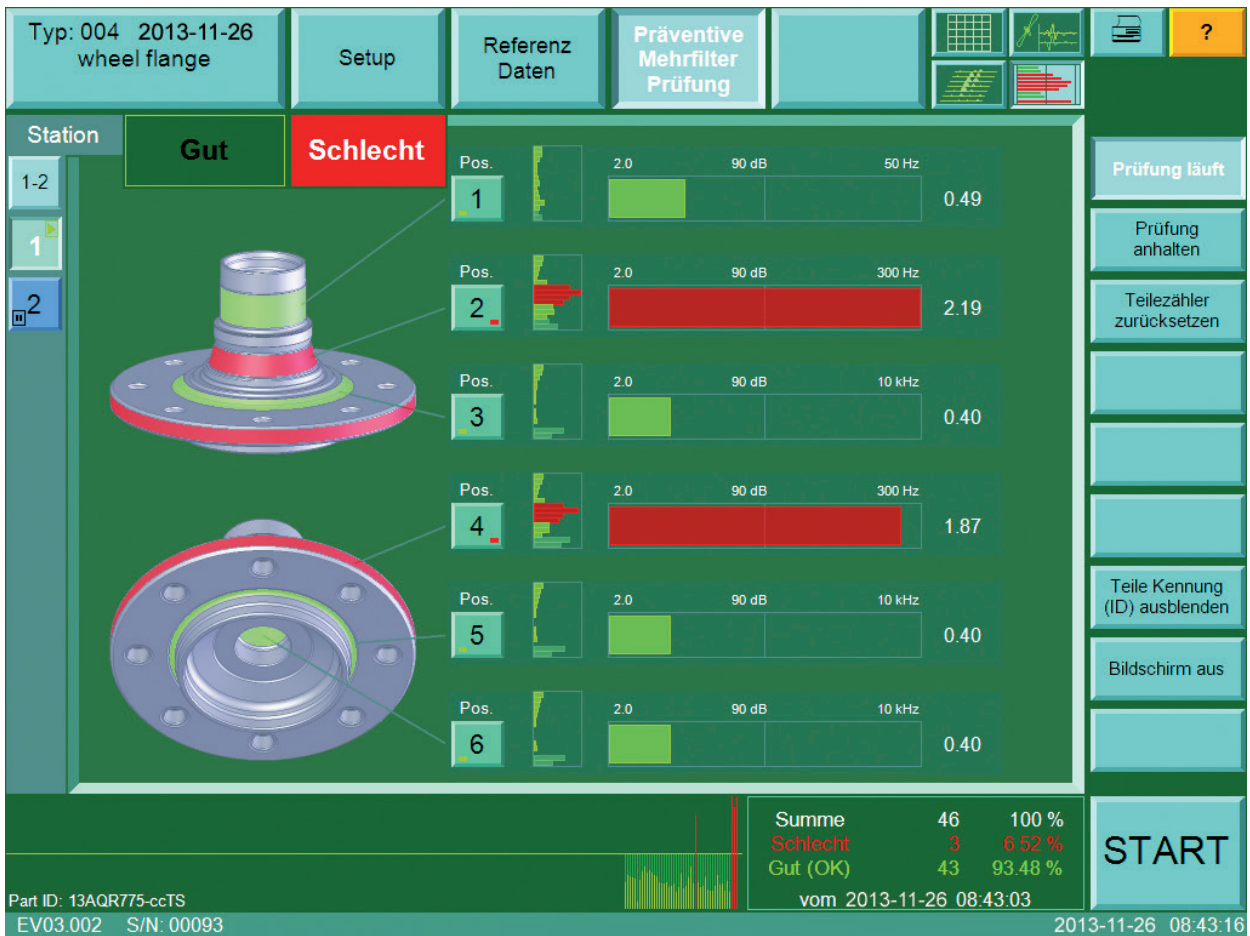 Typ: 004 2013-11-26
wheel flange
Setup
Referenz
Daten
Präventive
Mehrfilter
Prüfung
?
Station
Gut
Schlecht
1-2
1
2
Pos.
1
2.0 90 dB 50 Hz
0.49
Pos.
2
2.0 90 dB 300 Hz
2.19
Pos.
3
2.0 90 dB 10 kHz
0.40
Pos.
4
2.0 90 dB 300 Hz
1.87
Pos.
5
2.0 90 dB 10 kHz
0.40
Pos.
6
2.0 90 dB 10 kHz
0.40
Prüfung läuft
Prüfung
anhalten
Teilezähler
zurücksetzen
Teile Kennung
(ID) ausblenden
Bildschirm aus
START
Summe 46 100 %
Schlecht 3 6.52 %
Gut (OK) 43 93.48 %
vom 2013-11-26 08:43:03
Part ID: 13AQR775-ccTS
EV03.002 S/N: 00093
2013-11-26 08:43:16